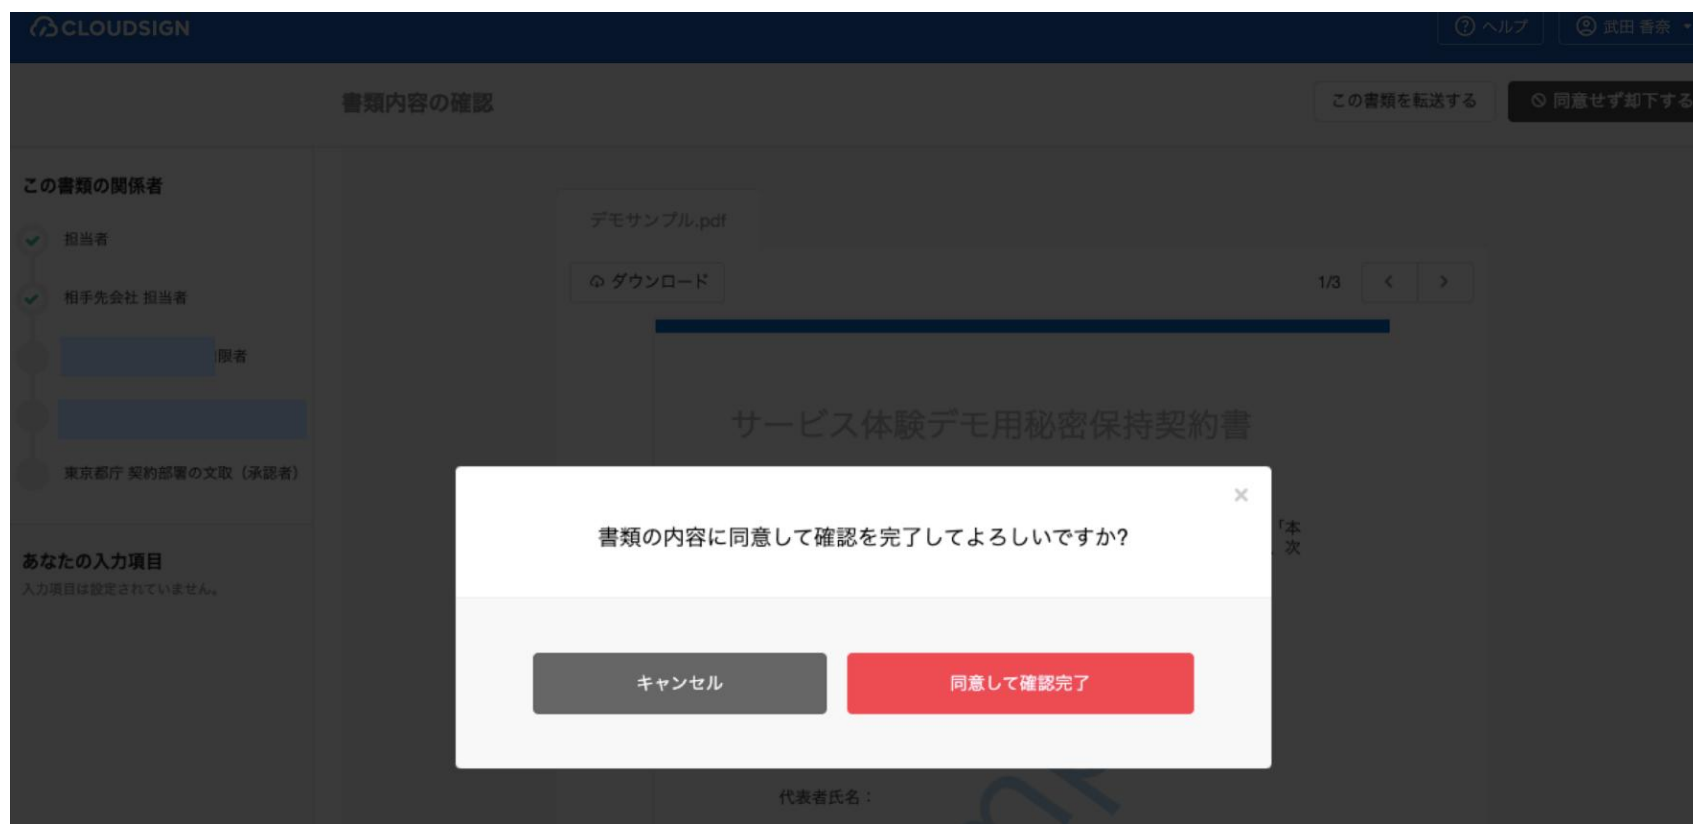 CLOUDSIGN
ヘルプ
武田 香奈
書類内容の確認
この書類を転送する
同意せず却下する
この書類の関係者
担当者
相手先会社 担当者
限者
東京都庁 契約部署の文取（承認者）
あなたの入力項目
入力項目は設定されていません。
デモサンプル.pdf
ダウンロード
1/3
サービス体験デモ用秘密保持契約書
「本
次
書類の内容に同意して確認を完了してよろしいですか?
キャンセル
同意して確認完了
代表者氏名：